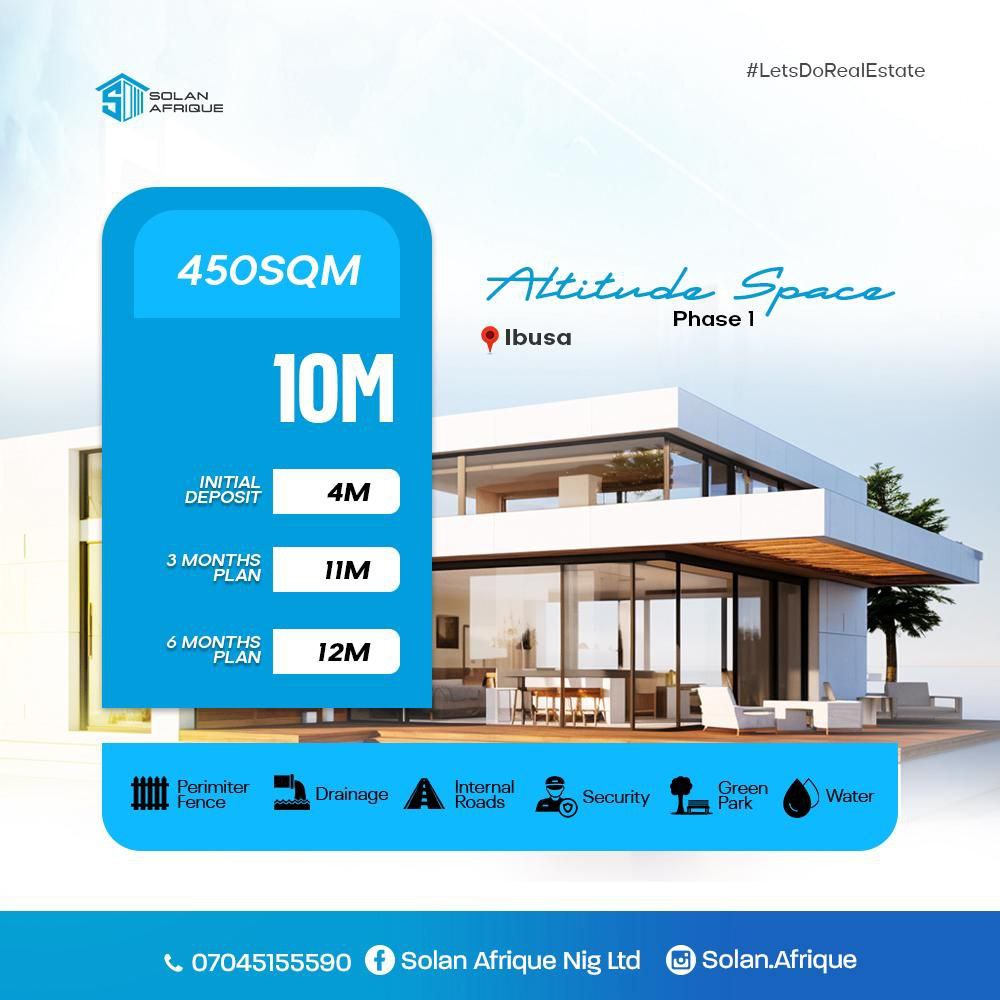 #LetsDoRealEstate
SOLAN
AFRIQUE
450SQM
10M
INITIAL
DEPOSIT
4M
3 MONTHS
PLAN
11M
6 MONTHS
PLAN
12M
Altitude Space
Phase 1
Ibusa
Perimiter
Fence
Drainage
Internal
Roads
Security
Green
Park
Water
07045155590
Solan Afrique Nig Ltd
Solan.Afrique